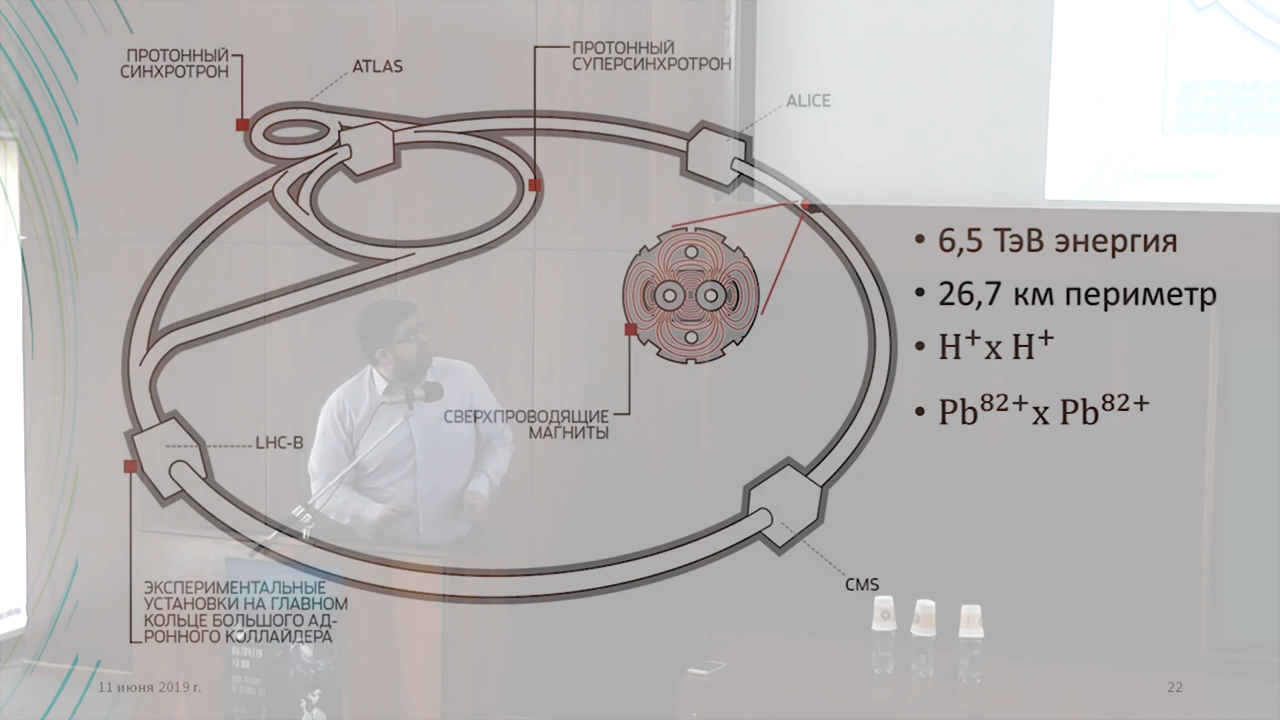 ПРОТОННЫЙ
СИНХРОТРОН
ATLAS
ПРОТОННЫЙ
СУПЕРСИНХРОТРОН
ALICE
• 6,5 ТэВ энергия
• 26,7 км периметр
• H⁺x H⁺
• Pb⁸²⁺x Pb⁸²⁺
СВЕРХПРОВОДЯЩИЕ
МАГНИТЫ
LHC-B
CMS
ЭКСПЕРИМЕНТАЛЬНЫЕ
УСТАНОВКИ НА ГЛАВНОМ
КОЛЬЦЕ БОЛЬШОГО АД-
РОННОГО КОЛЛАЙДЕРА
11 июня 2019 г.
22